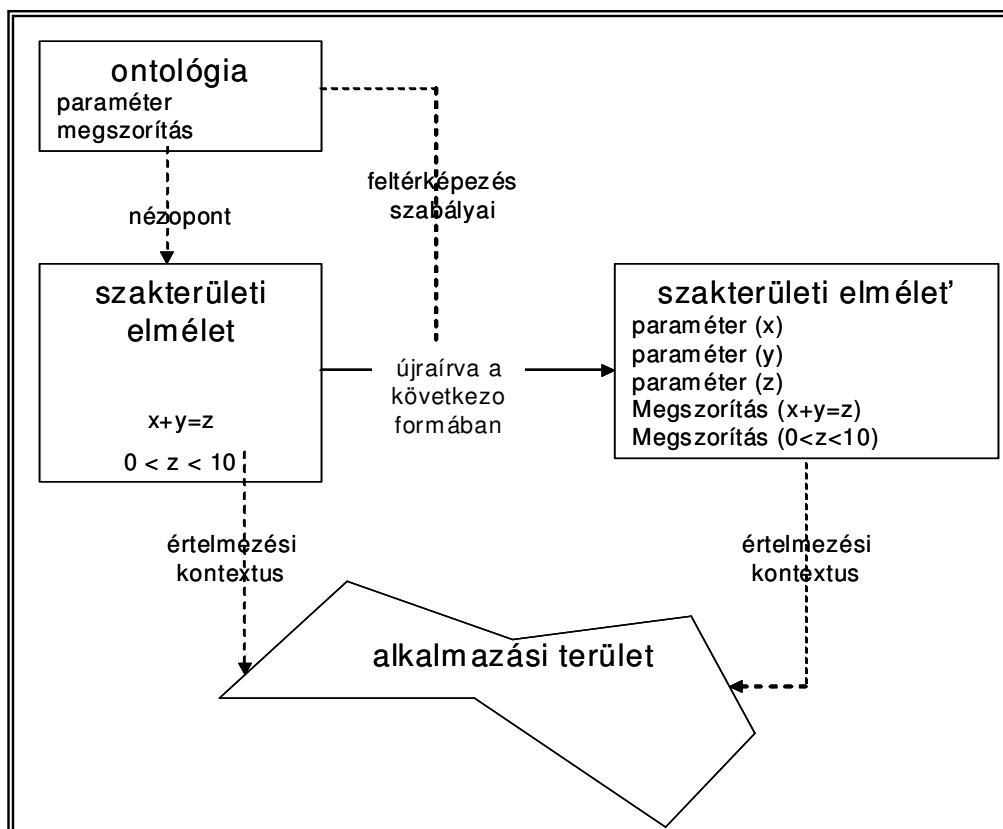 ontológia
paraméter
megszorítás
feltérképezés
szabályai
nézopont
szakterületi
elmélet
x+y=z
0 < z < 10
újraírva a
következo
formában
szakterületi elmélet'
paraméter (x)
paraméter (y)
paraméter (z)
Megszorítás (x+y=z)
Megszorítás (0<z<10)
értelmezési
kontextus
értelmezési
kontextus
alkalmazási terület